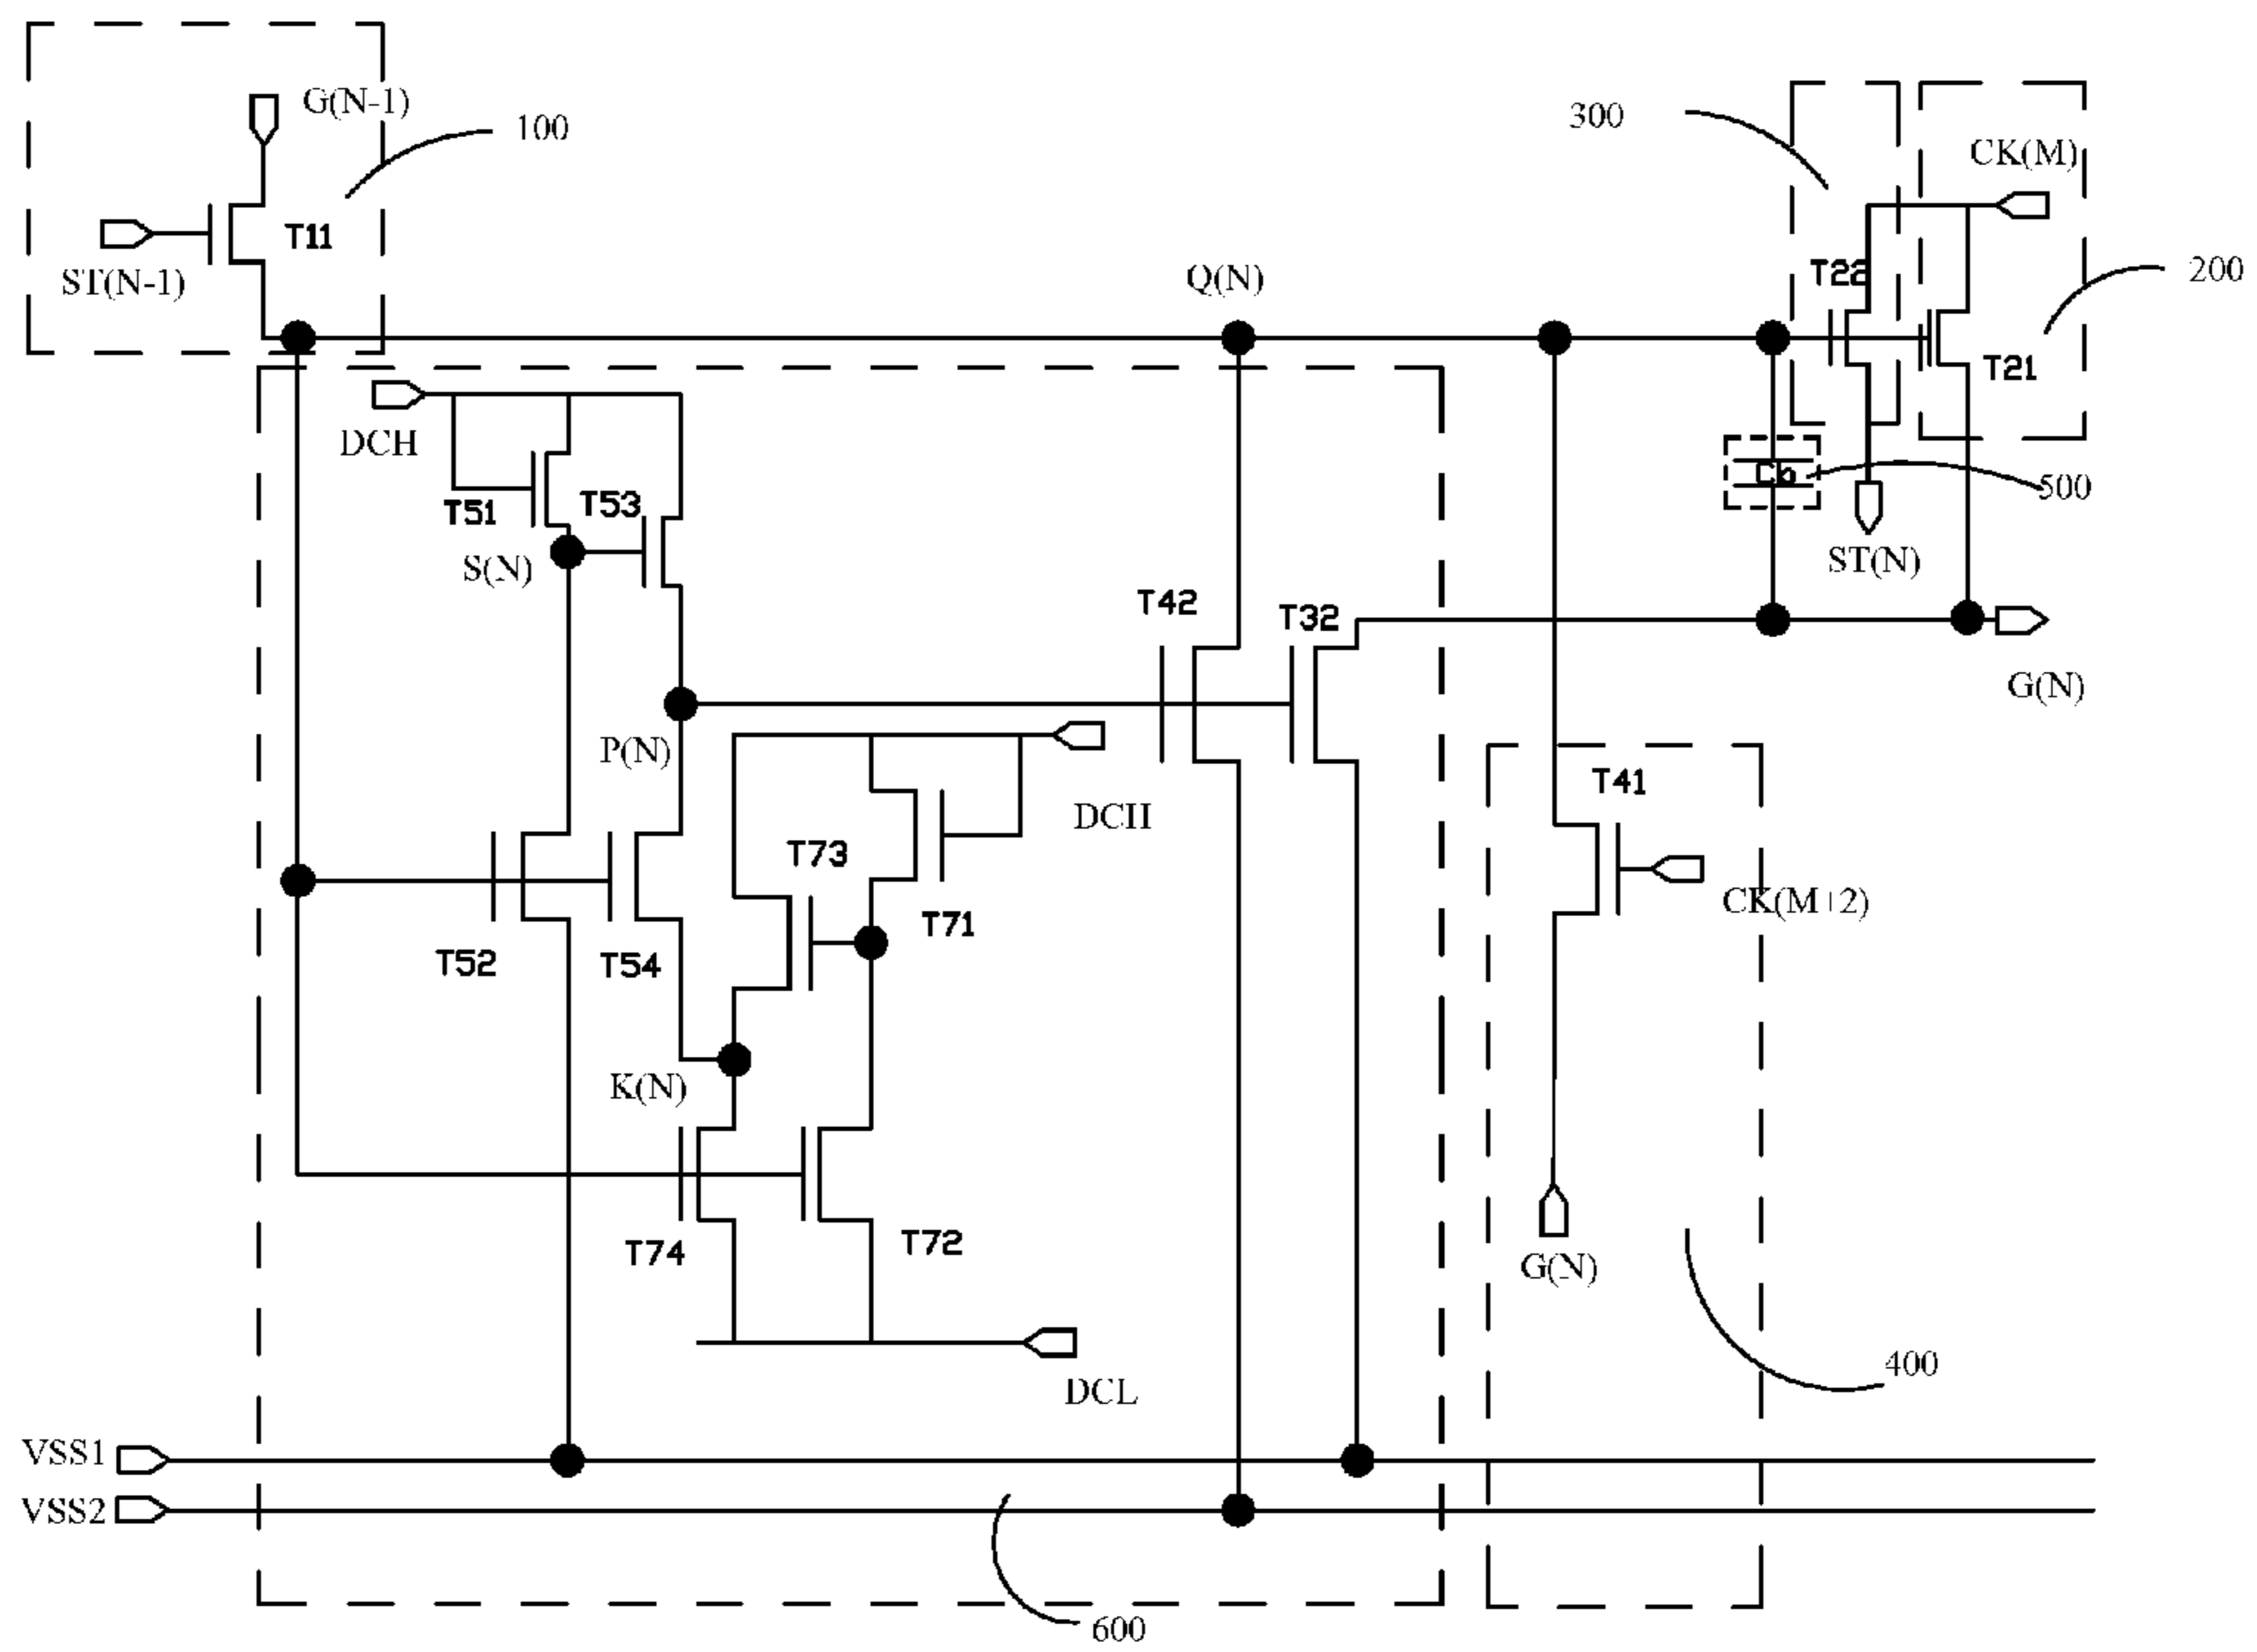 G(N-1)
100
300
CK(M)
T11
ST(N-1)
Q(N)
T22
200
T21
DCH
T51
T53
500
S(N)
ST(N)
T42
T32
G(N)
P(N)
T41
DCH
T73
CK(M+2)
T71
T52
T54
K(N)
T74
T72
G(N)
400
DCL
VSS1
VSS2
600